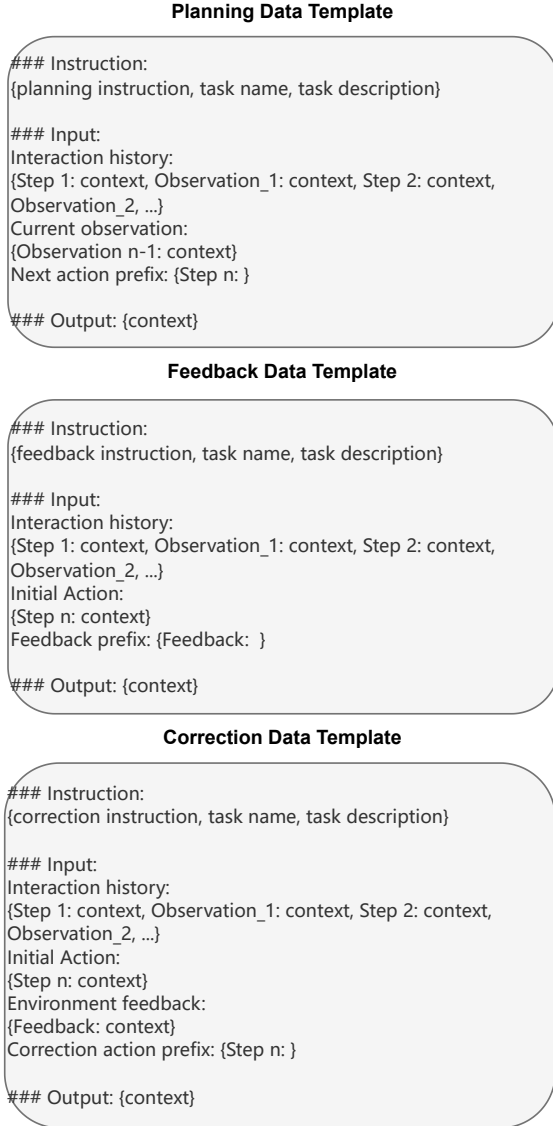 Planning Data Template
### Instruction:
{planning instruction, task name, task description}
### Input:
Interaction history:
{Step 1: context, Observation_1: context, Step 2: context,
Observation_2, ...}
Current observation:
{Observation n-1: context}
Next action prefix: {Step n: }
### Output: {context}
Feedback Data Template
### Instruction:
{feedback instruction, task name, task description}
### Input:
Interaction history:
{Step 1: context, Observation_1: context, Step 2: context,
Observation_2, ...}
Initial Action:
{Step n: context}
Feedback prefix: {Feedback:  }
### Output: {context}
Correction Data Template
### Instruction:
{correction instruction, task name, task description}
### Input:
Interaction history:
{Step 1: context, Observation_1: context, Step 2: context,
Observation_2, ...}
Initial Action:
{Step n: context}
Environment feedback:
{Feedback: context}
Correction action prefix: {Step n: }
### Output: {context}